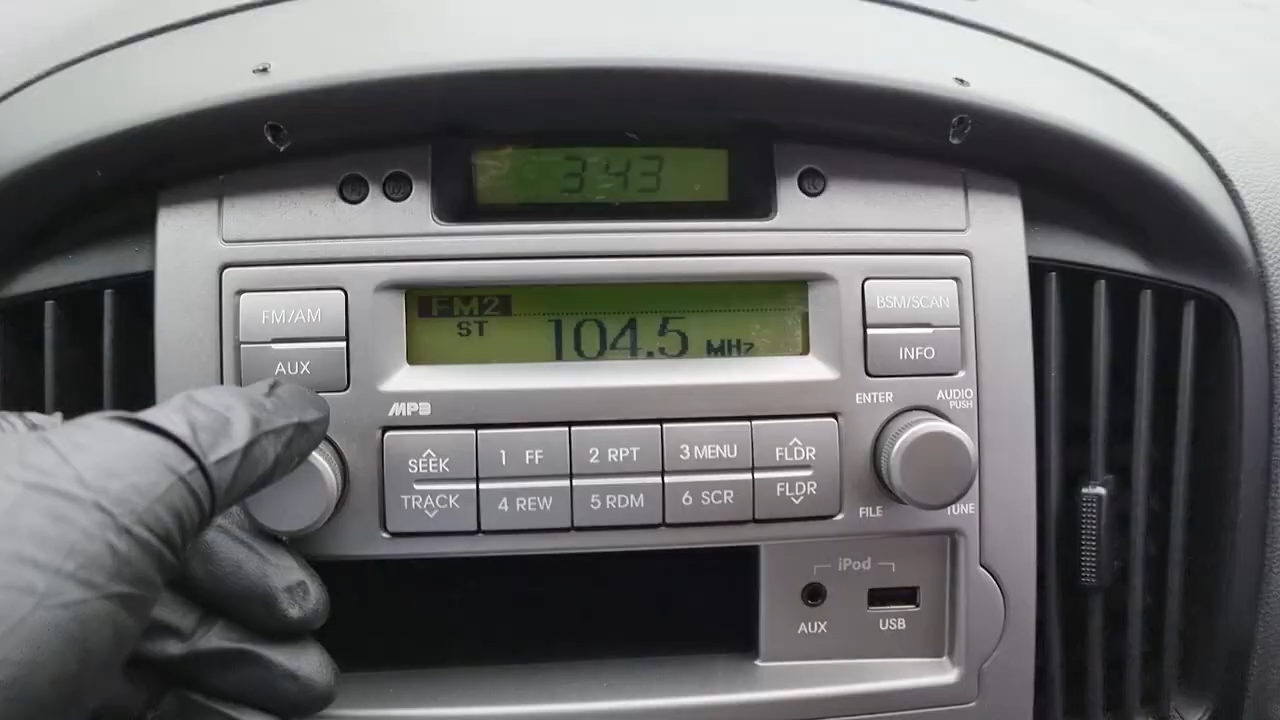 H
M
R
3:43
FM/AM
AUX
FM2
ST
104.5 MHz
BSM/SCAN
INFO
MP3
ENTER
AUDIO
PUSH
SEEK
TRACK
1 FF
2 RPT
3 MENU
FLDR
4 REW
5 RDM
6 SCR
FLDR
FILE
TUNE
iPod
AUX
USB